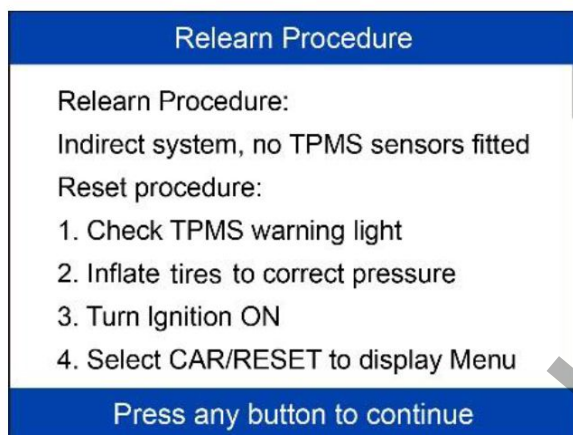 Relearn Procedure
Relearn Procedure:
Indirect system, no TPMS sensors fitted
Reset procedure:
1. Check TPMS warning light
2. Inflate tires to correct pressure
3. Turn Ignition ON
4. Select CAR/RESET to display Menu
Press any button to continue